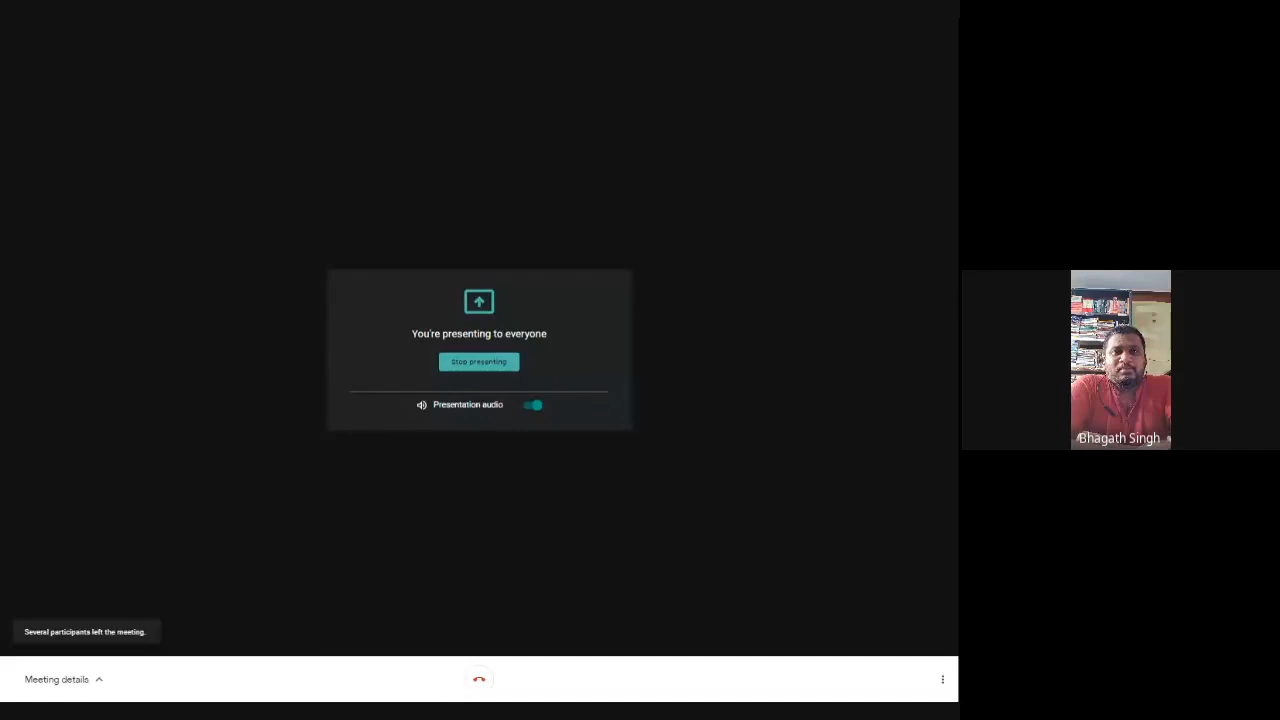 You're presenting to everyone
Stop presenting
Presentation audio
Bhagath Singh
Several participants left the meeting.
Meeting details